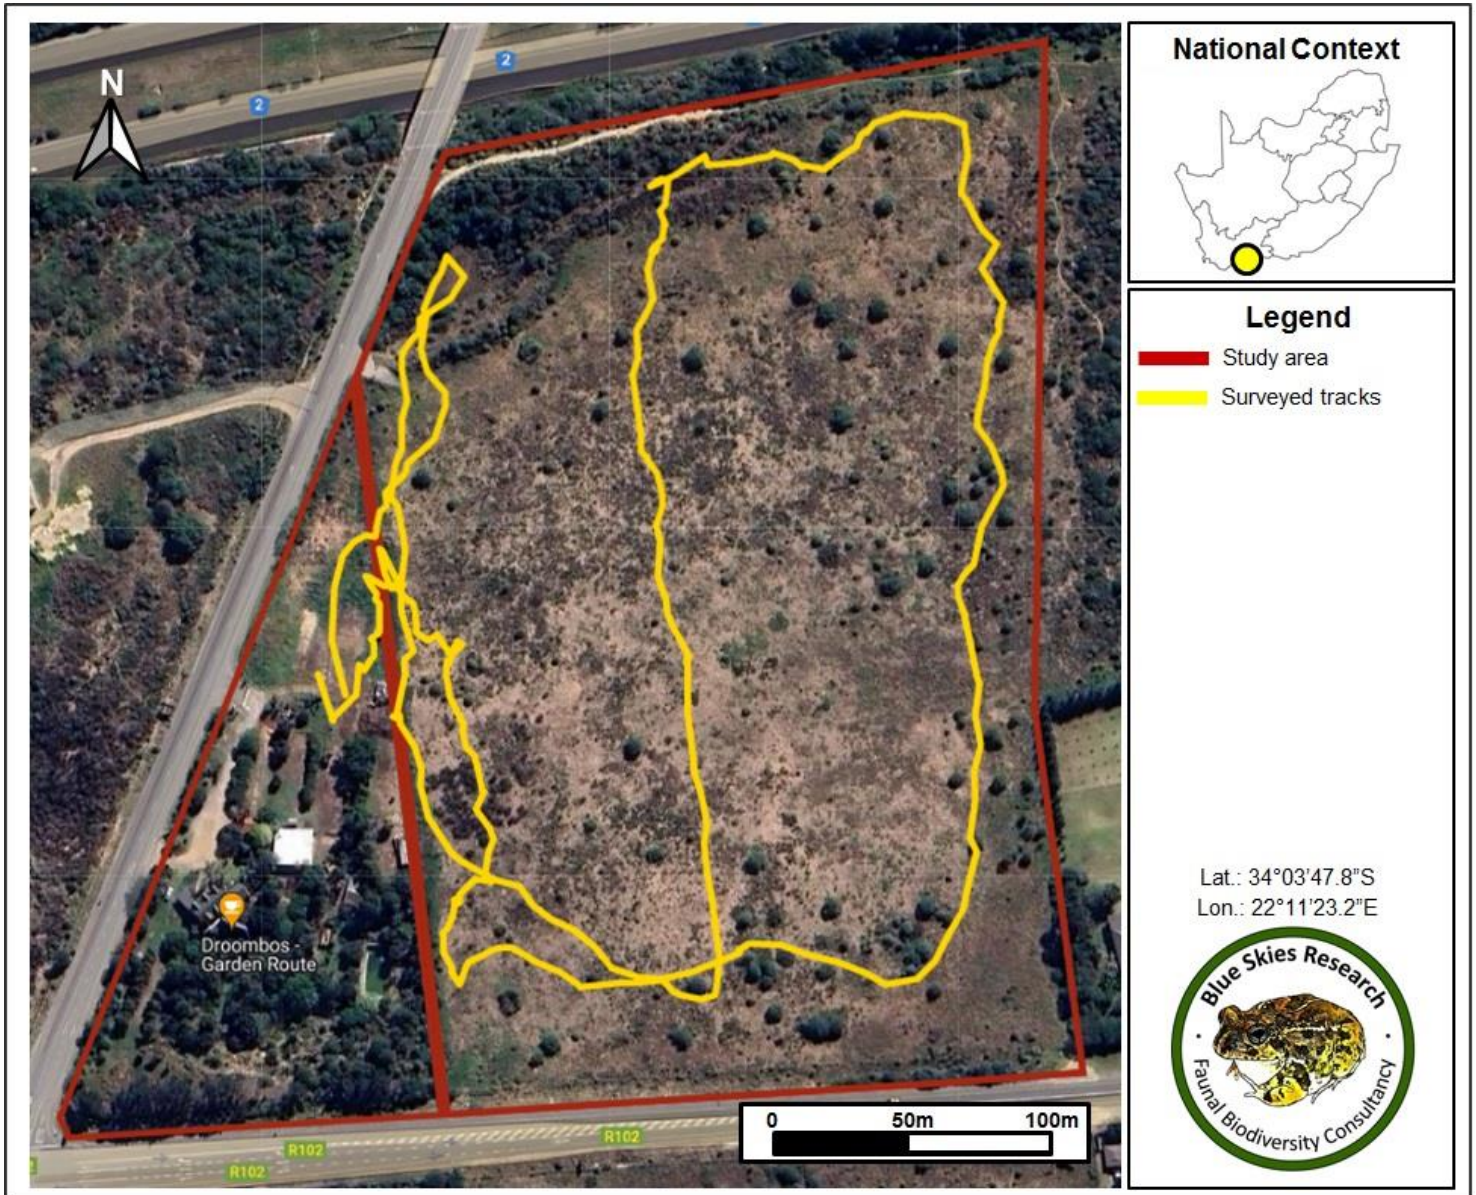 National Context
N
2
2
Legend
Study area
Surveyed tracks
Droombos -
Garden Route
Lat.: 34°03'47.8”S
Lon.: 22°11'23.2”E
Blue Skies Research
· Faunal Biodiversity Consultancy ·
0 50m 100m
R102
R102
R102